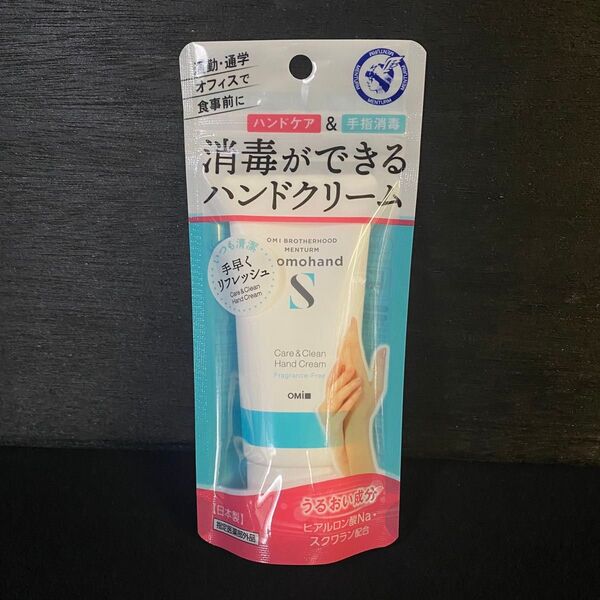 通勤・通学
オフィスで
食事前に
MENTURM
MENTURM
MENTURM
ハンドケア & 手指消毒
消毒ができる
ハンドクリーム
いつも清潔
手早く
リフレッシュ
Care & Clean
Hand Cream
OMI BROTHERHOOD
MENTURM
omohand
S
Care & Clean
Hand Cream
Fragrance-Free
OMI
うるおい成分
ヒアルロン酸Na・
スクワラン配合
【日本製】
指定医薬部外品